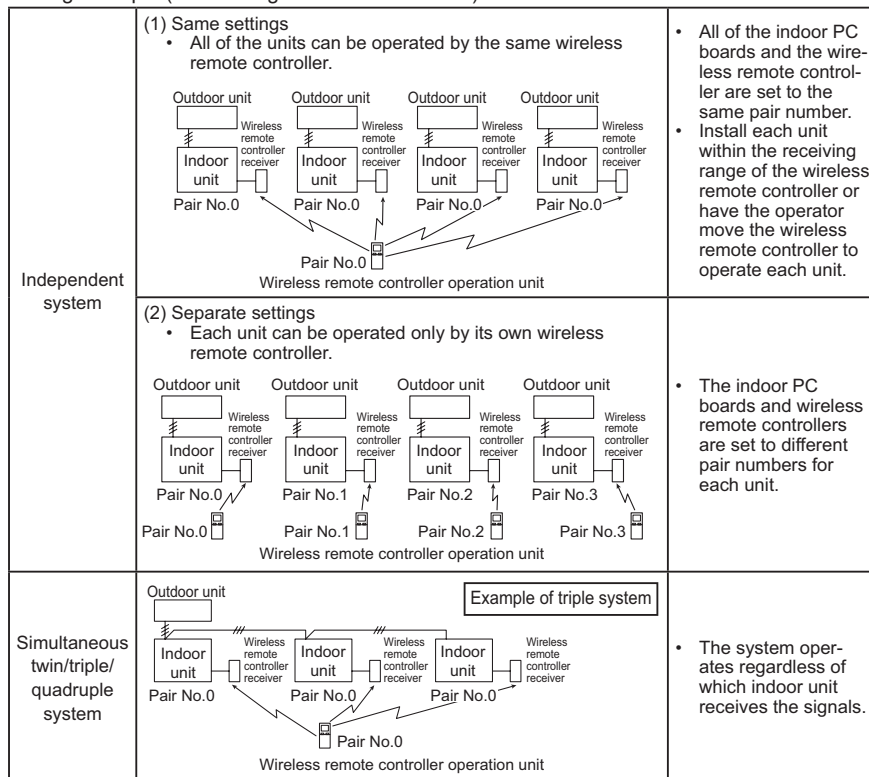 Independent
system
(1) Same settings
• All of the units can be operated by the same wireless
remote controller.
Outdoor unit Outdoor unit Outdoor unit Outdoor unit
Wireless
remote
controller
receiver
Wireless
remote
controller
receiver
Wireless
remote
controller
receiver
Wireless
remote
controller
receiver
Indoor
unit
Indoor
unit
Indoor
unit
Indoor
unit
Pair No.0 Pair No.0 Pair No.0 Pair No.0
Pair No.0
Wireless remote controller operation unit
• All of the indoor PC
boards and the wire-
less remote control-
ler are set to the
same pair number.
• Install each unit
within the receiving
range of the wireless
remote controller or
have the operator
move the wireless
remote controller to
operate each unit.
(2) Separate settings
• Each unit can be operated only by its own wireless
remote controller.
Outdoor unit Outdoor unit Outdoor unit Outdoor unit
Wireless
remote
controller
receiver
Wireless
remote
controller
receiver
Wireless
remote
controller
receiver
Wireless
remote
controller
receiver
Indoor
unit
Indoor
unit
Indoor
unit
Indoor
unit
Pair No.0 Pair No.1 Pair No.2 Pair No.3
Pair No.0 Pair No.1 Pair No.2 Pair No.3
Wireless remote controller operation unit
• The indoor PC
boards and wireless
remote controllers
are set to different
pair numbers for
each unit.
Simultaneous
twin/triple/
quadruple
system
Outdoor unit
Example of triple system
Wireless
remote
controller
receiver
Wireless
remote
controller
receiver
Wireless
remote
controller
receiver
Indoor
unit
Indoor
unit
Indoor
unit
Pair No.0 Pair No.0 Pair No.0
Pair No.0
Wireless remote controller operation unit
• The system oper-
ates regardless of
which indoor unit
receives the signals.